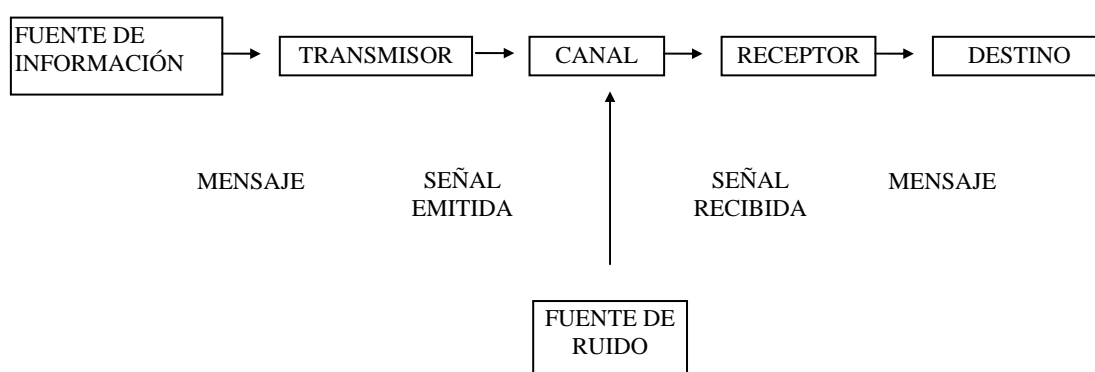 FUENTE DE
INFORMACIÓN
TRANSMISOR
CANAL
RECEPTOR
DESTINO
MENSAJE
SEÑAL
EMITIDA
SEÑAL
RECIBIDA
MENSAJE
FUENTE DE
RUIDO